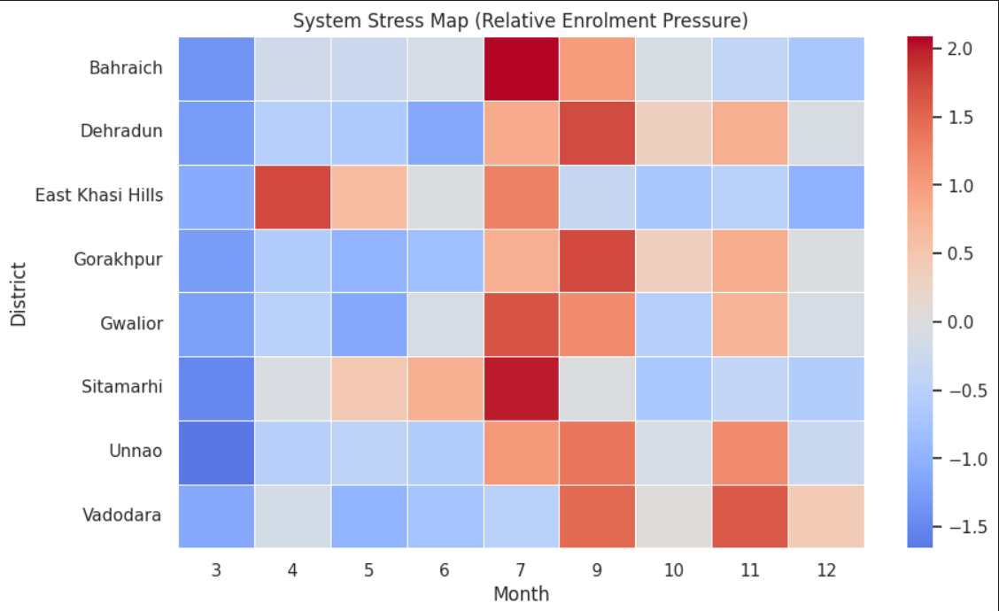 System Stress Map (Relative Enrolment Pressure)
District
Bahraich
Dehradun
East Khasi Hills
Gorakhpur
Gwalior
Sitamarhi
Unnao
Vadodara
3 4 5 6 7 9 10 11 12
Month
2.0
1.5
1.0
0.5
0.0
−0.5
−1.0
−1.5